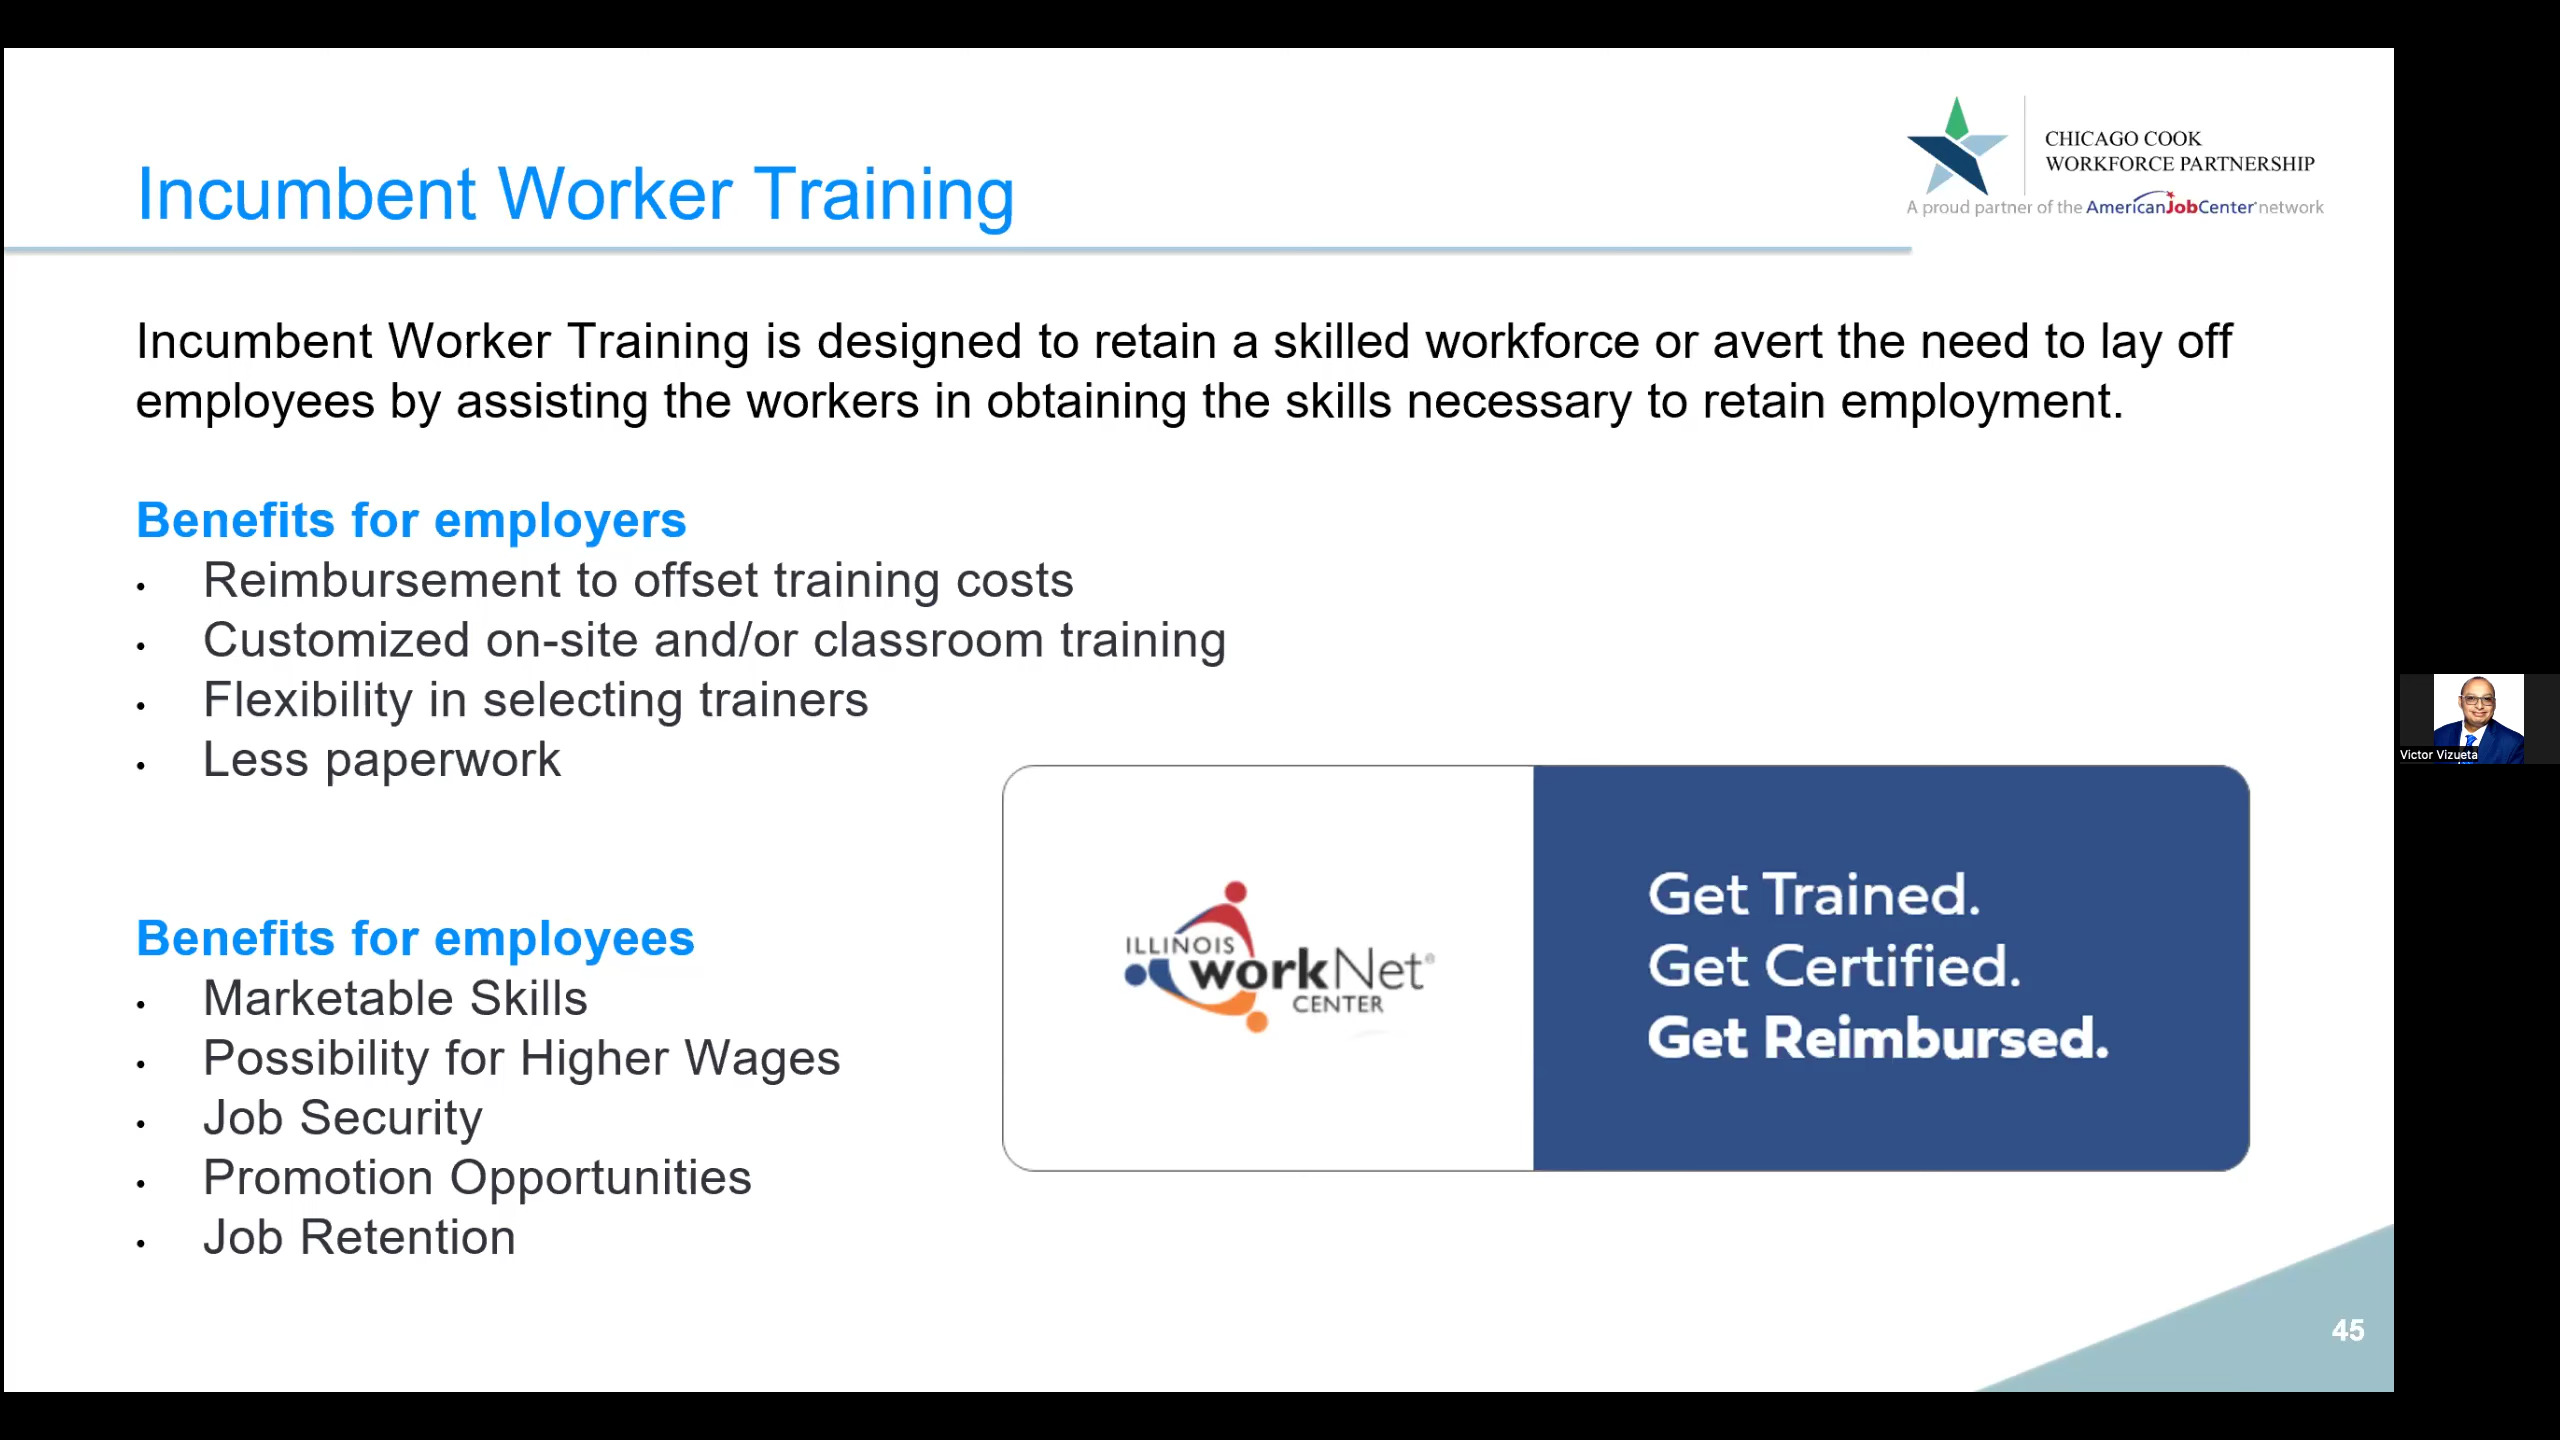 Incumbent Worker Training
CHICAGO COOK
WORKFORCE PARTNERSHIP
A proud partner of the AmericanJobCenter network
Incumbent Worker Training is designed to retain a skilled workforce or avert the need to lay off
employees by assisting the workers in obtaining the skills necessary to retain employment.
Benefits for employers
• Reimbursement to offset training costs
• Customized on-site and/or classroom training
• Flexibility in selecting trainers
• Less paperwork
Benefits for employees
• Marketable Skills
• Possibility for Higher Wages
• Job Security
• Promotion Opportunities
• Job Retention
ILLINOIS
workNet®
CENTER
Get Trained.
Get Certified.
Get Reimbursed.
Victor Vizueta
45